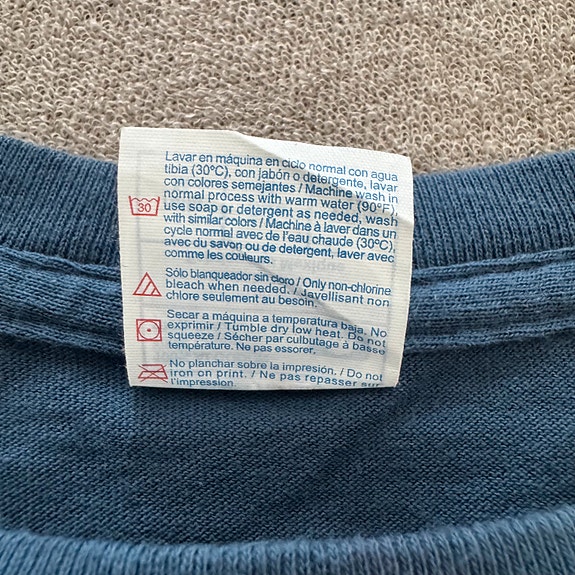 Lavar en máquina en ciclo normal con agua
tibia (30ºC), con jabón o detergente, lavar
con colores semejantes / Machine wash in
normal process with warm water (90ºF),
use soap or detergent as needed, wash
with similar colors / Machine à laver dans un
cycle normal avec de l'eau chaude (30ºC),
avec du savon ou de detergent, laver avec
comme les couleurs.
30
Sólo blanqueador sin cloro / Only non-chlorine
bleach when needed. / Javellisant non
chlore seulement au besoin.
Secar a máquina a temperatura baja. No
exprimir / Tumble dry low heat. Do not
squeeze / Sécher par culbutage à basse
température. Ne pas essorer.
No planchar sobre la impresión. / Do not
iron on print. / Ne pas repasser sur
l'impression.